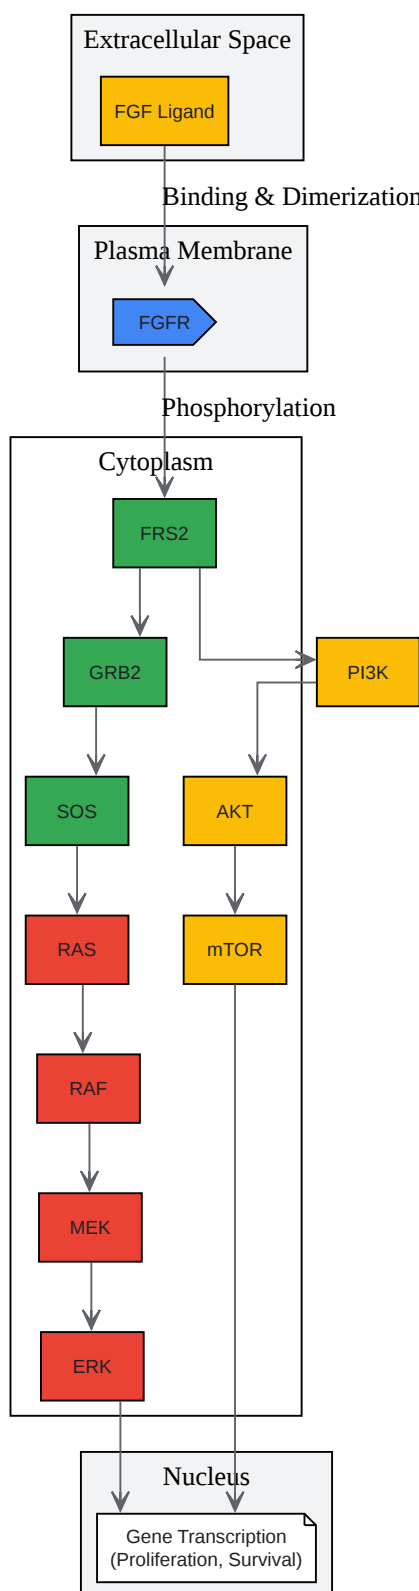 Extracellular Space
FGF Ligand
Binding & Dimerization
Plasma Membrane
FGFR
Phosphorylation
Cytoplasm
FRS2
GRB2
PI3K
SOS
AKT
RAS
mTOR
RAF
MEK
ERK
Nucleus
Gene Transcription
(Proliferation, Survival)